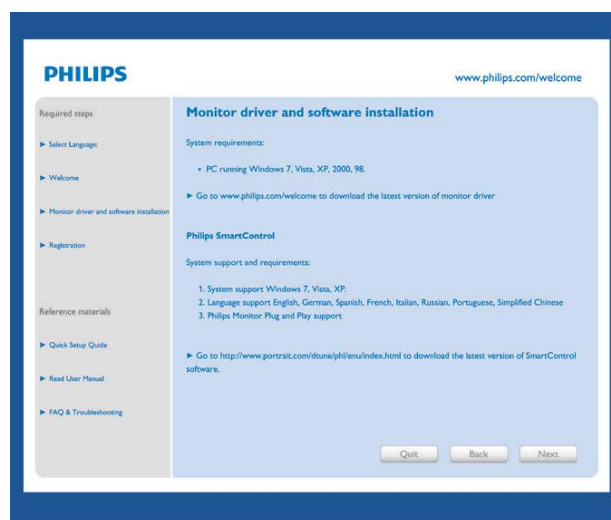 PHILIPS
www.philips.com/welcome
Required steps
Select Language:
Welcome
Monitor driver and software installation
Registration
Reference materials
Quick Setup Quide
Read User Manual
FAQ & Troubleshooting
Monitor driver and software installation
System requirements:
• PC running Windows 7, Vista, XP, 2000, 98.
Go to www.philips.com/welcome to download the latest version of monitor driver
Philips SmartControl
System support and requirements:
1. System support Windows 7, Vista, XP.
2. Language support English, German, Spanish, French, Italian, Russian, Portuguese, Simplified Chinese
3. Philips Monitor Plug and Play support
Go to http://www.portrait.com/dtune/phl/enu/index.html to download the latest version of SmartControl
software.
Quit
Back
Next